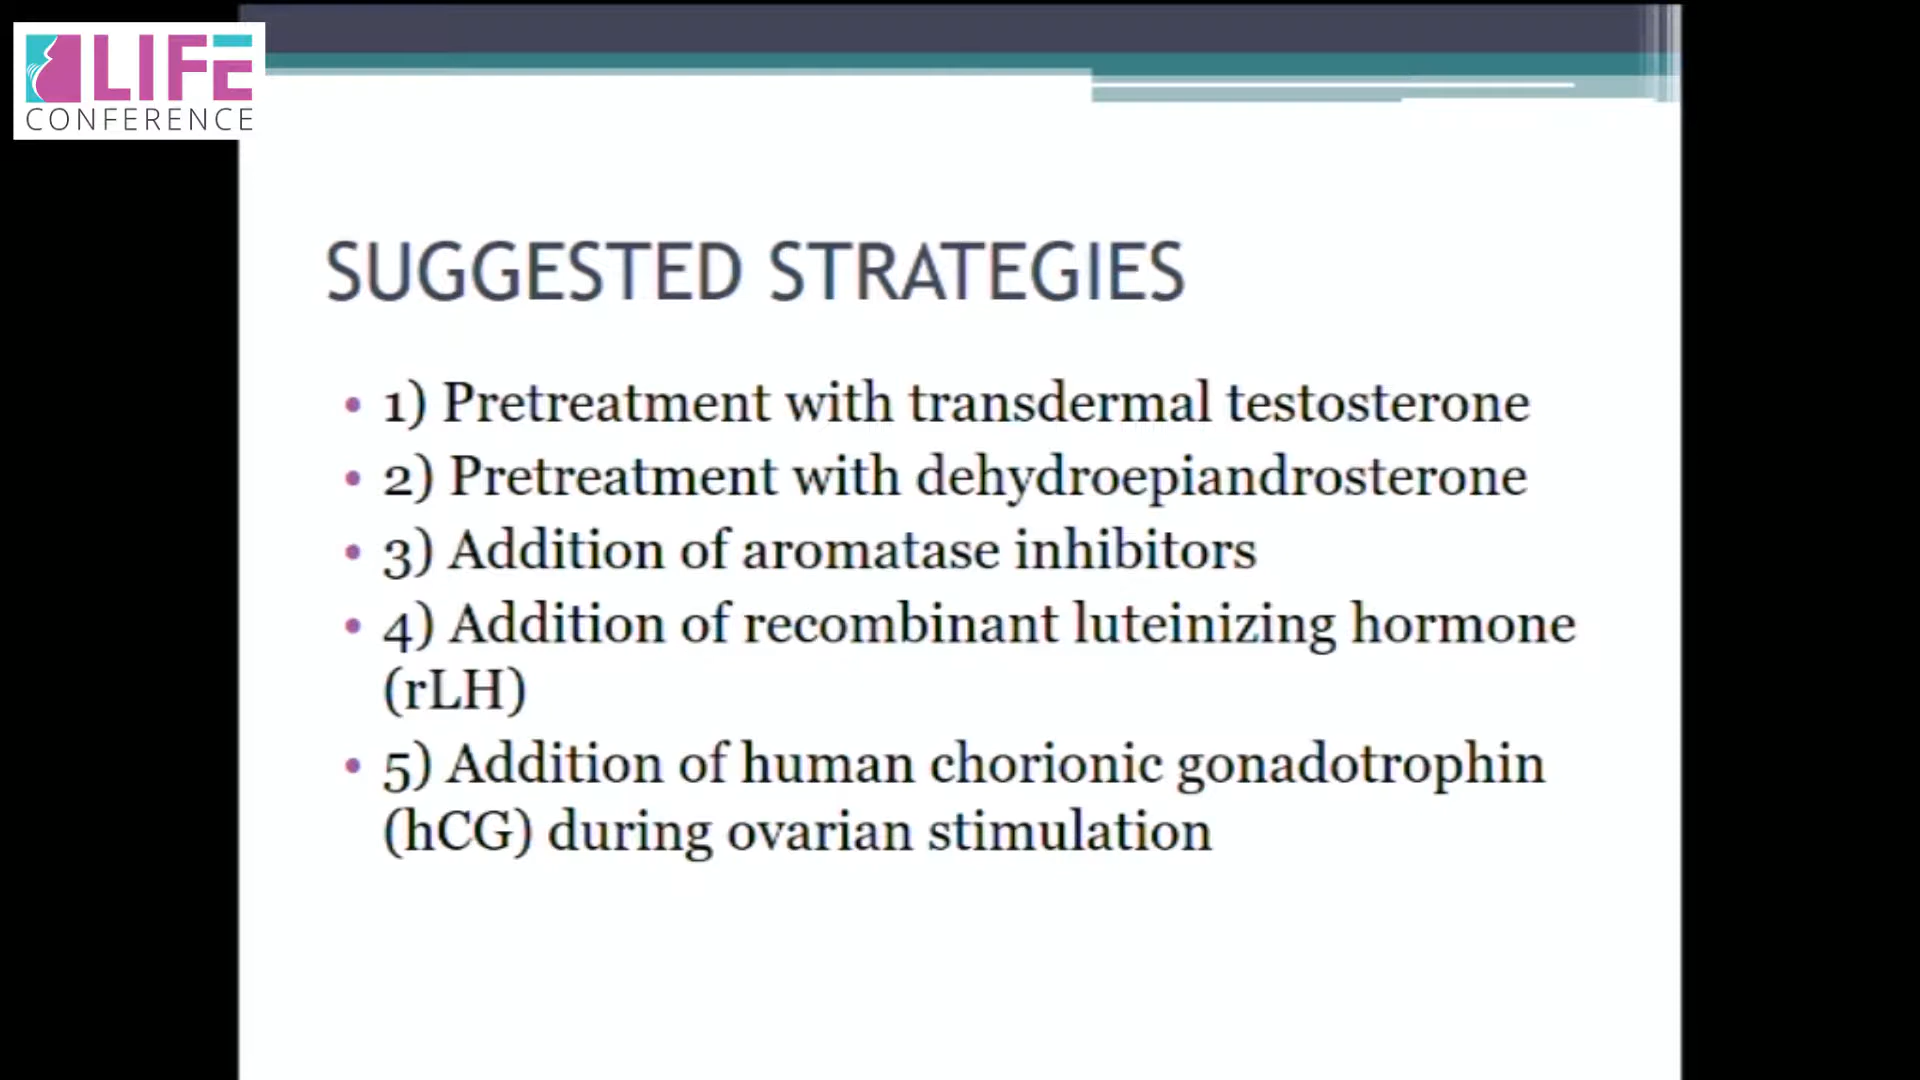 LIFE
CONFERENCE
SUGGESTED STRATEGIES
• 1) Pretreatment with transdermal testosterone
• 2) Pretreatment with dehydroepiandrosterone
• 3) Addition of aromatase inhibitors
• 4) Addition of recombinant luteinizing hormone
(rLH)
• 5) Addition of human chorionic gonadotrophin
(hCG) during ovarian stimulation